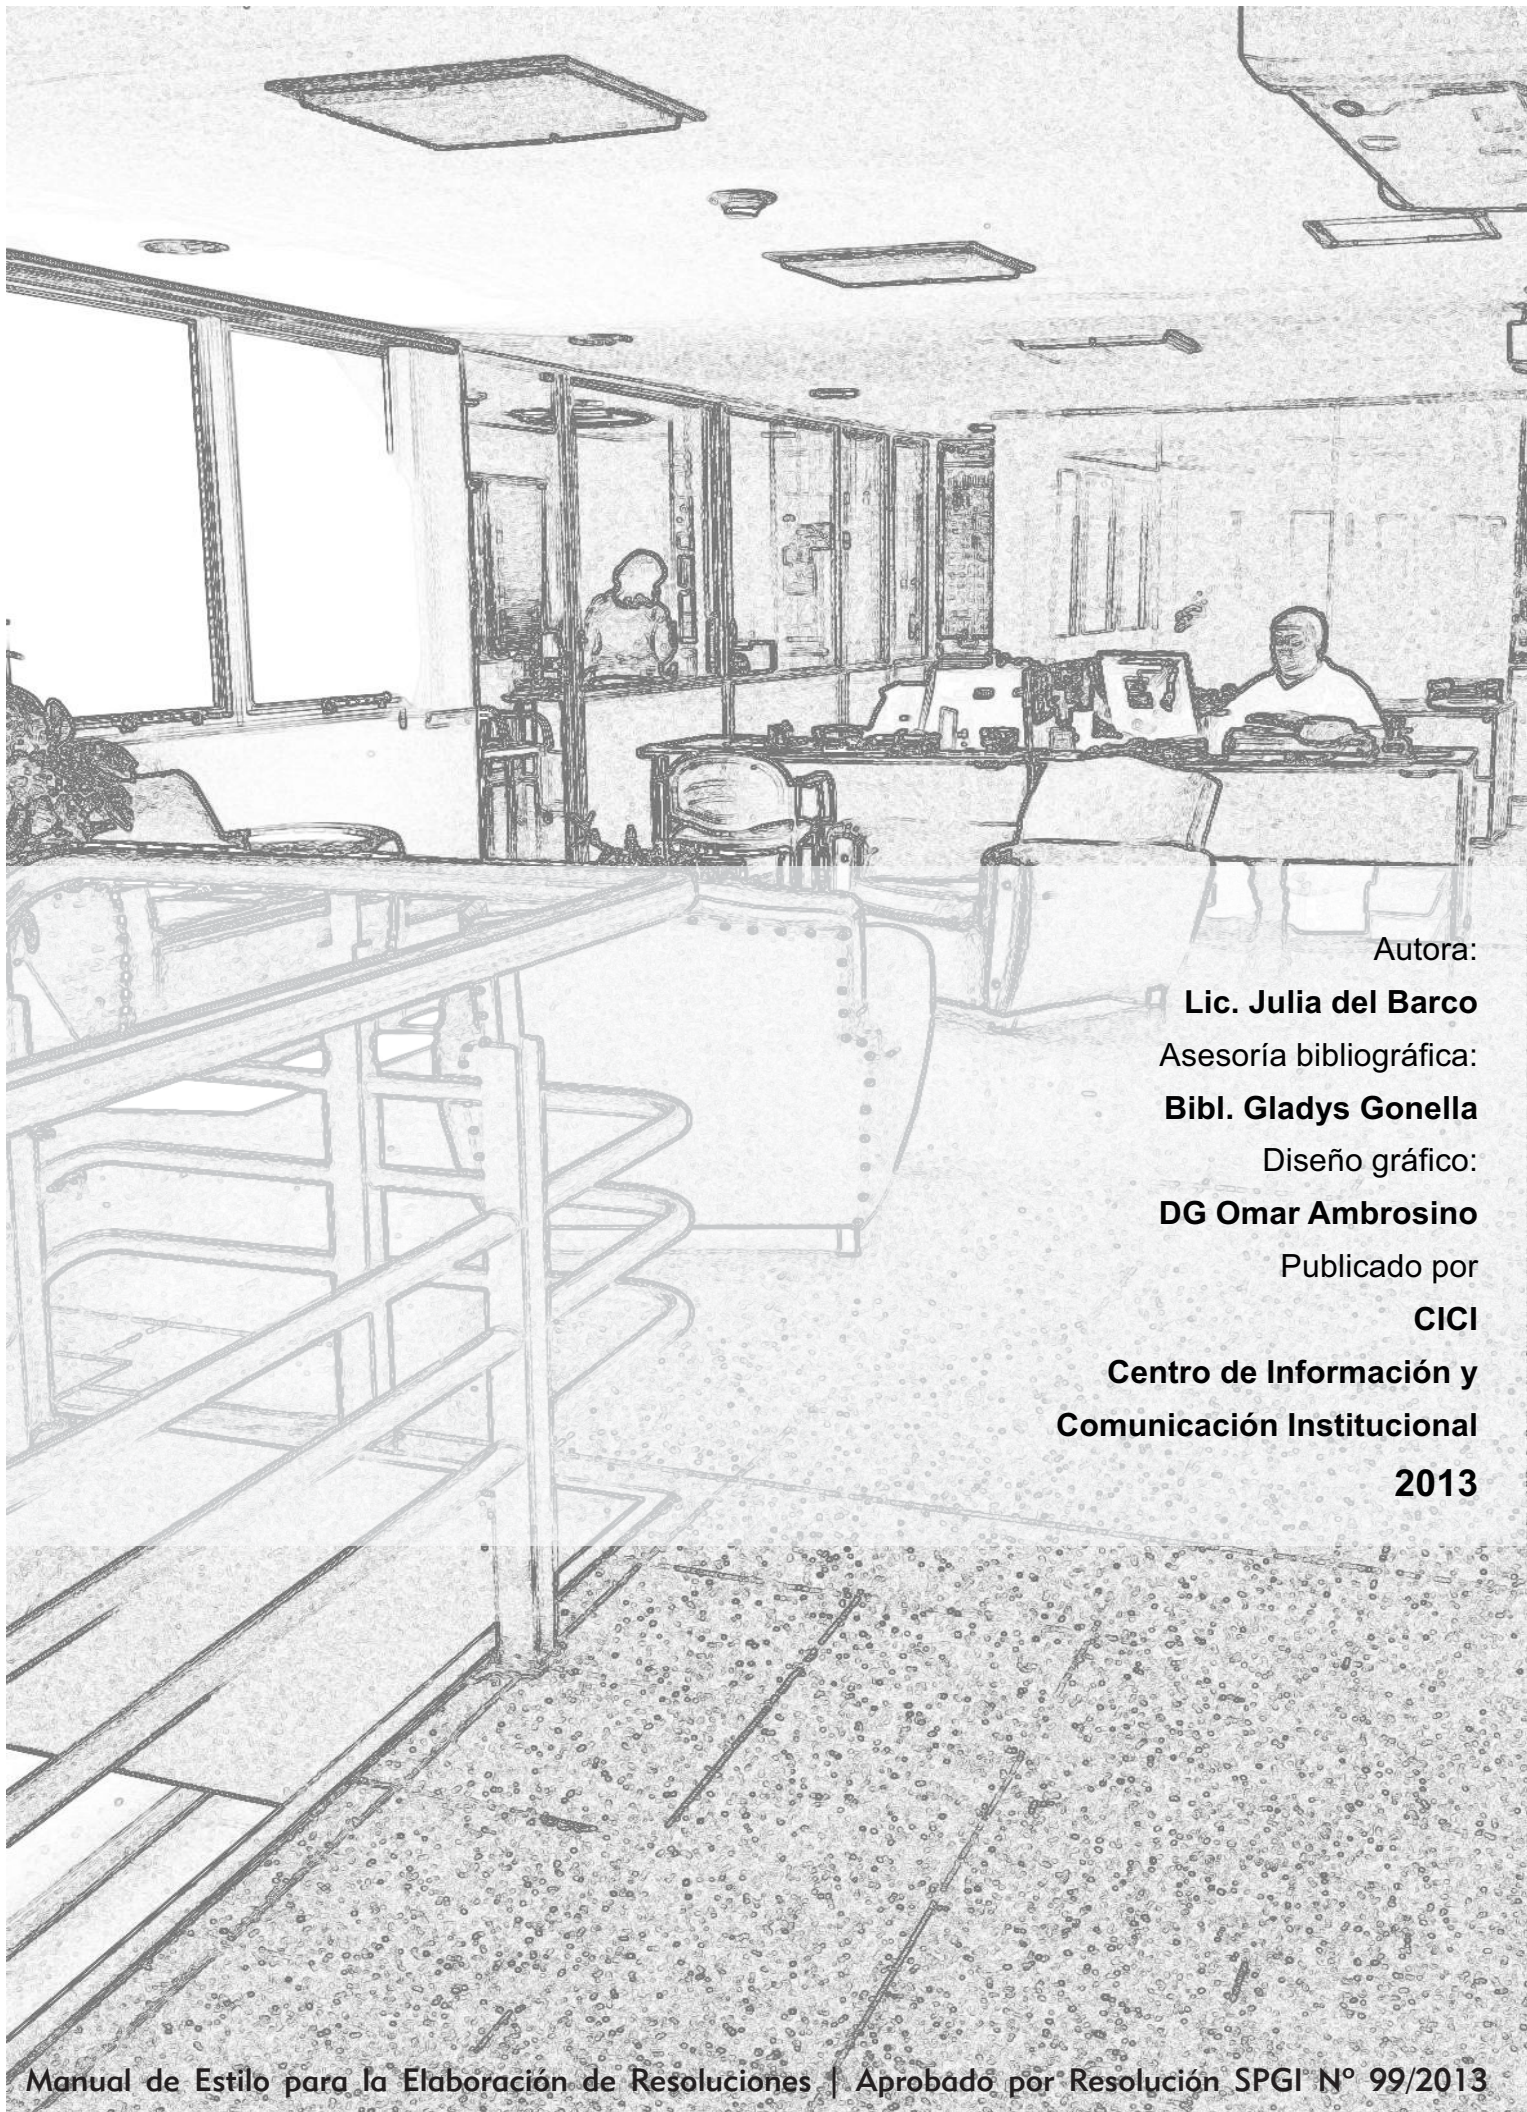 Autora:
Lic. Julia del Barco
Asesoría bibliográfica:
Bibl. Gladys Gonella
Diseño gráfico:
DG Omar Ambrosino
Publicado por
CICI
Centro de Información y
Comunicación Institucional
2013
Manual de Estilo para la Elaboración de Resoluciones | Aprobado por Resolución SPGI Nº 99/2013